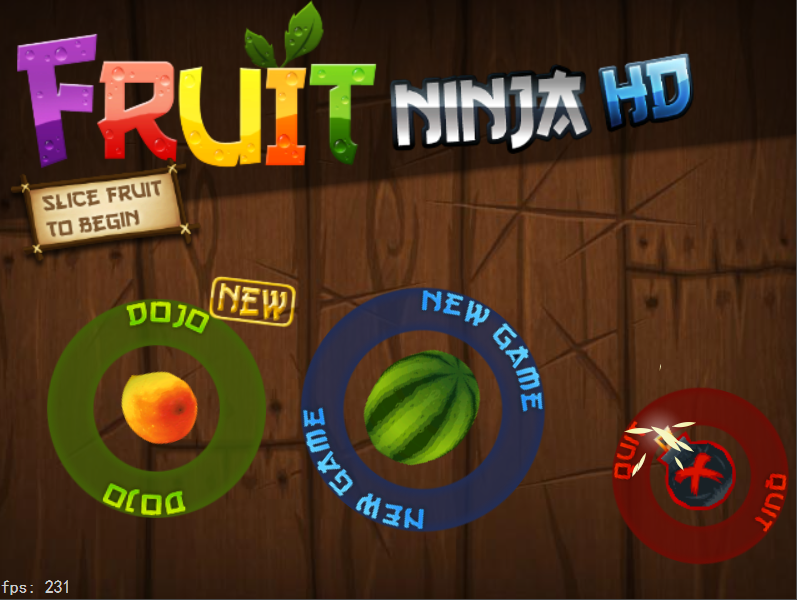 FRUIT NINJA HD
SLICE FRUIT
TO BEGIN
NEW
DOJO
DOJO
NEW GAME
NEW GAME
QUIT
QUIT
fps: 231